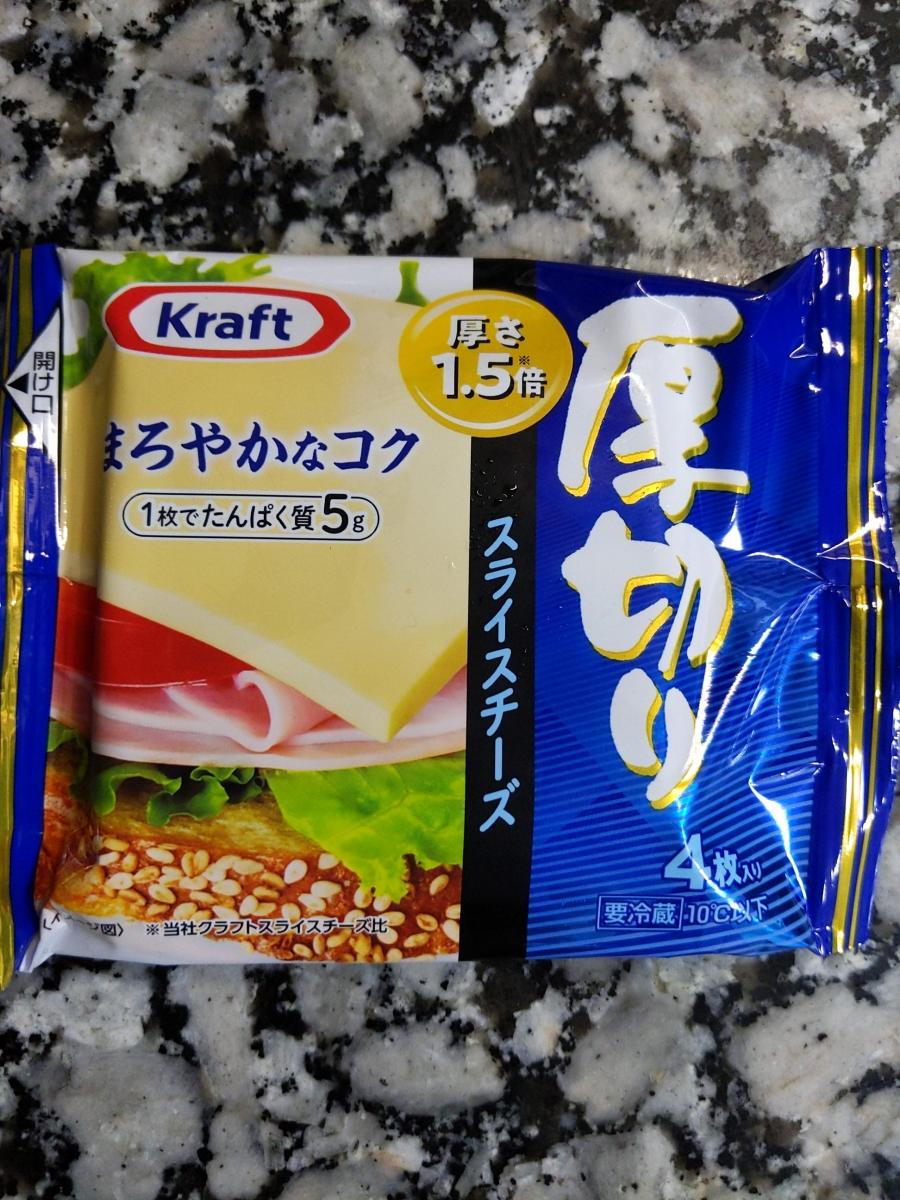 Kraft
開け口
厚さ
1.5※倍
まろやかなコク
1枚でたんぱく質5g
厚切り
スライスチーズ
4枚入り
要冷蔵 10℃以下
※当社クラフトスライスチーズ比